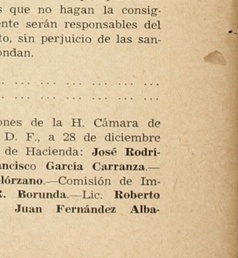 que no hagan la consig-
ente serán responsables del
to, sin perjuicio de las san-
ondan.
ones de la H. Cámara de
D. F., a 28 de diciembre
de Hacienda: José Rodrí-
ancisco García Carranza.—
lórzano.—Comisión de Im-
R. Borunda.—Lic. Roberto
Juan Fernández Alba-